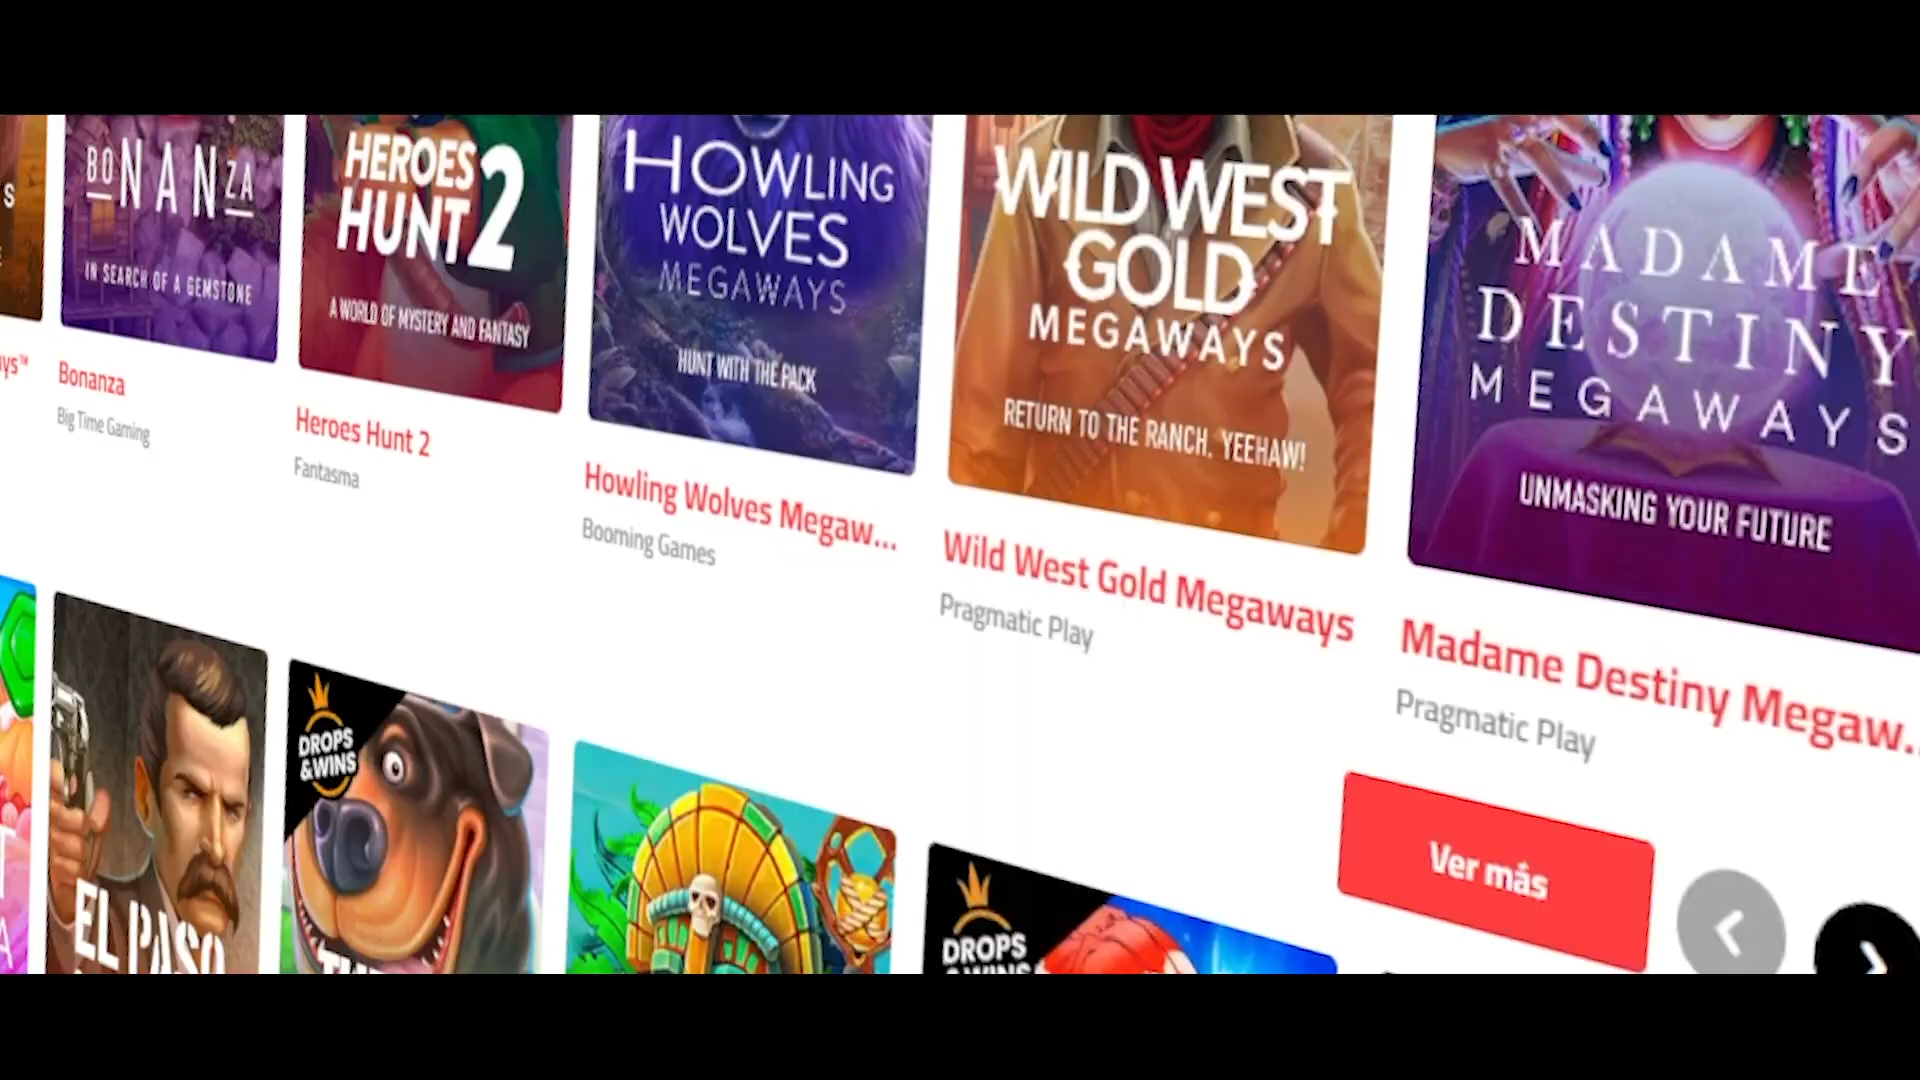 BONANZA
IN SEARCH OF A GEMSTONE
Bonanza
Big Time Gaming
HEROES
HUNT 2
A WORLD OF MYSTERY AND FANTASY
Heroes Hunt 2
Fantasma
HOWLING
WOLVES
MEGAWAYS
HUNT WITH THE PACK
Howling Wolves Megaw...
Booming Games
WILD WEST
GOLD
MEGAWAYS
RETURN TO THE RANCH. YEEHAW!
Wild West Gold Megaways
Pragmatic Play
MADAME
DESTINY
MEGAWAYS
UNMASKING YOUR FUTURE
Madame Destiny Megaw...
Pragmatic Play
Ver más
EL PASO
DROPS
&WINS
DROPS
&WINS